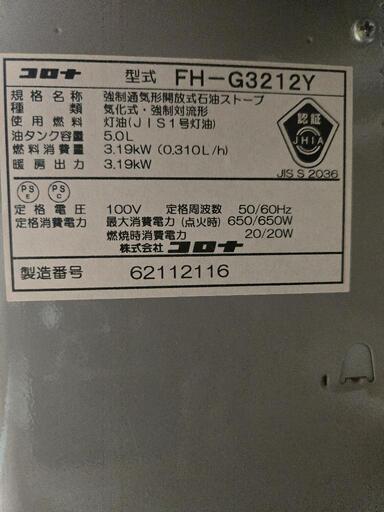 コロナ 型式 FH-G3212Y
規格名称 強制通気形開放式石油ストーブ
種類 気化式・強制対流形
使用燃料 灯油(JIS1号灯油)
油タンク容量 5.0L
燃料消費量 3.19kW (0.310L/h)
暖房出力 3.19kW
認証
JHIA
JIS S 2036
PS E PS C
定格電圧 100V 定格周波数 50/60Hz
定格消費電力 最大消費電力(点火時) 650/650W
燃焼時消費電力 20/20W
株式会社コロナ
製造番号 62112116